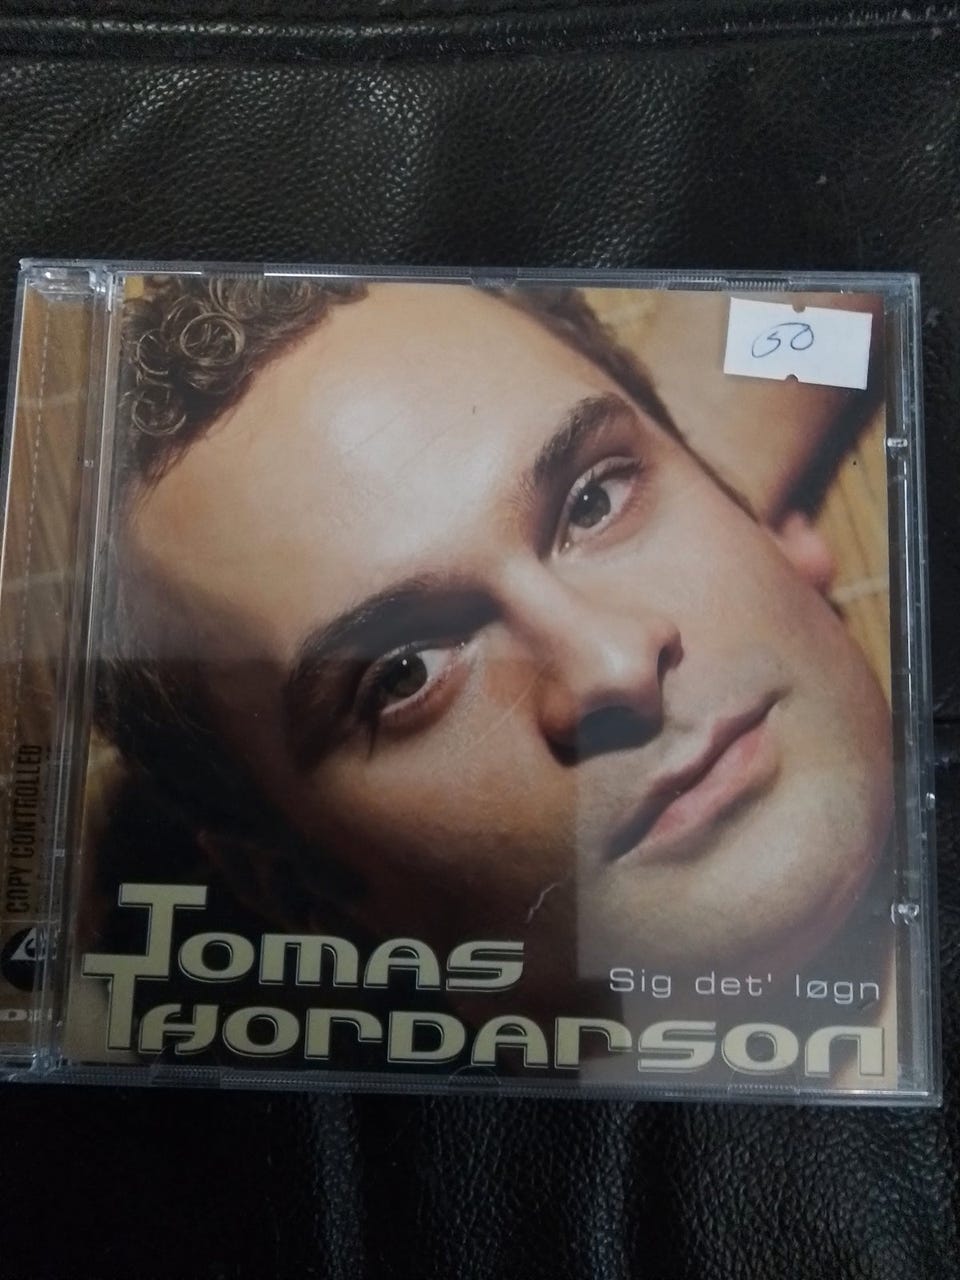 50
COPY CONTROLLED
TOMAS
Sig det' løgn
THORDARSON